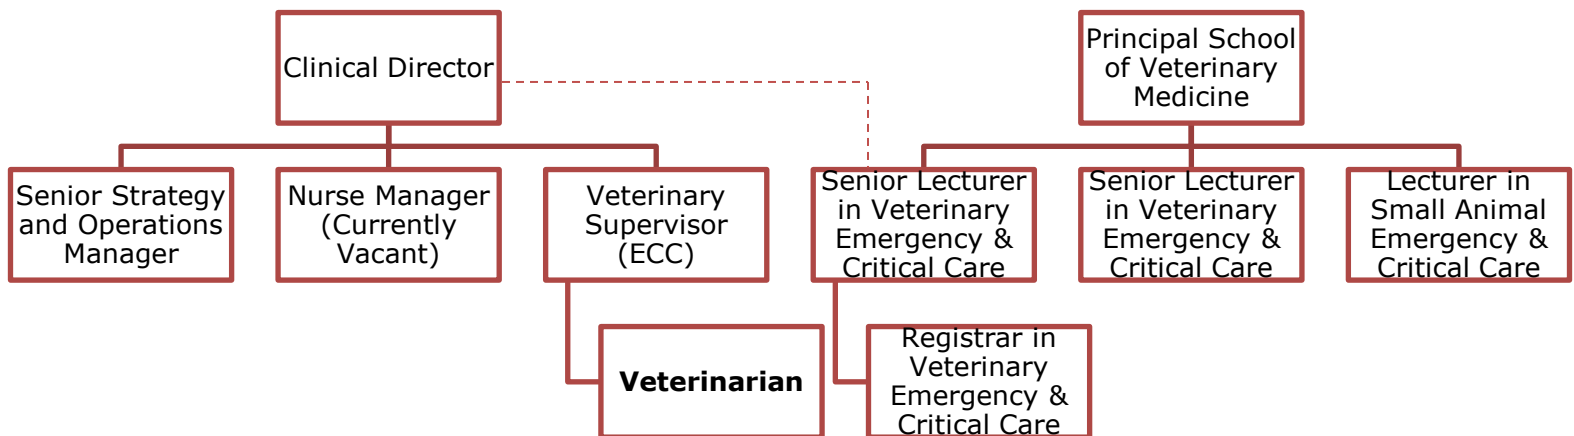 Clinical Director
Principal School
of Veterinary
Medicine
Senior Strategy
and Operations
Manager
Nurse Manager
(Currently
Vacant)
Veterinary
Supervisor
(ECC)
Senior Lecturer
in Veterinary
Emergency &
Critical Care
Senior Lecturer
in Veterinary
Emergency &
Critical Care
Lecturer in
Small Animal
Emergency &
Critical Care
Veterinarian
Registrar in
Veterinary
Emergency &
Critical Care